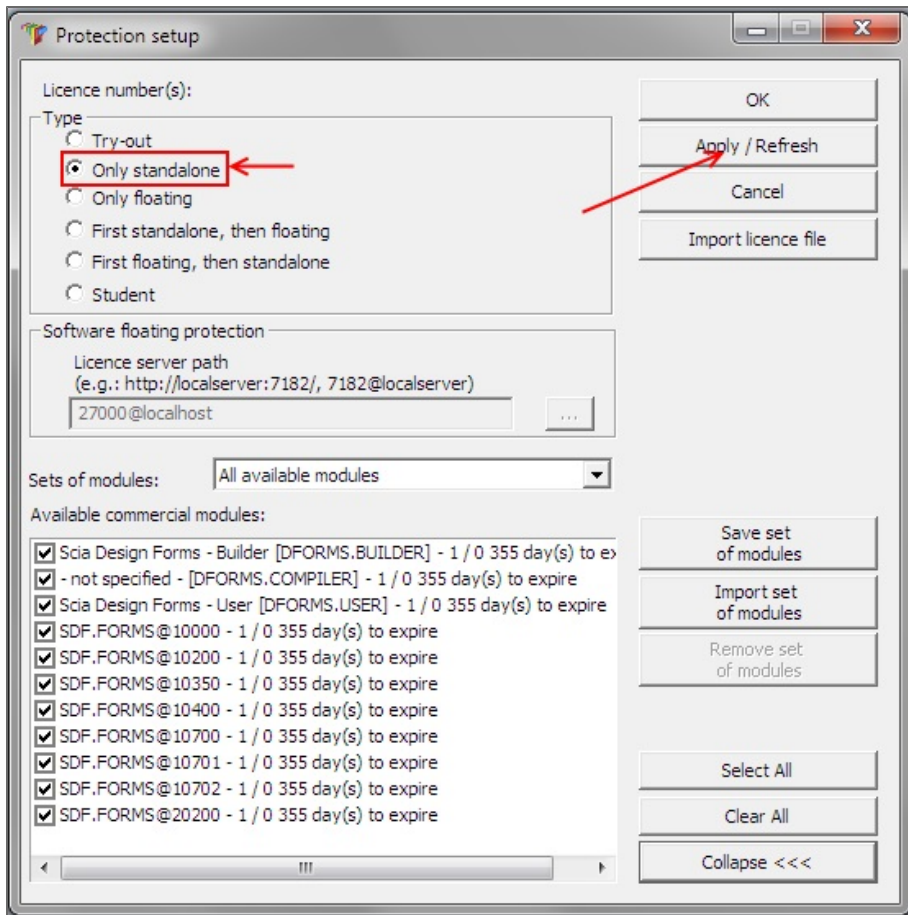 Protection setup
Licence number(s):
Type
Try-out
Only standalone
Only floating
First standalone, then floating
First floating, then standalone
Student
OK
Apply / Refresh
Cancel
Import licence file
Software floating protection
Licence server path
(e.g.: http://localserver:7182/, 7182@localserver)
27000@localhost
...
Sets of modules:
All available modules
Available commercial modules:
Scia Design Forms - Builder [DFORMS.BUILDER] - 1 / 0 355 day(s) to ex
- not specified - [DFORMS.COMPILER] - 1 / 0 355 day(s) to expire
Scia Design Forms - User [DFORMS.USER] - 1 / 0 355 day(s) to expire
SDF.FORMS@10000 - 1 / 0 355 day(s) to expire
SDF.FORMS@10200 - 1 / 0 355 day(s) to expire
SDF.FORMS@10350 - 1 / 0 355 day(s) to expire
SDF.FORMS@10400 - 1 / 0 355 day(s) to expire
SDF.FORMS@10700 - 1 / 0 355 day(s) to expire
SDF.FORMS@10701 - 1 / 0 355 day(s) to expire
SDF.FORMS@10702 - 1 / 0 355 day(s) to expire
SDF.FORMS@20200 - 1 / 0 355 day(s) to expire
Save set
of modules
Import set
of modules
Remove set
of modules
Select All
Clear All
Collapse <<<